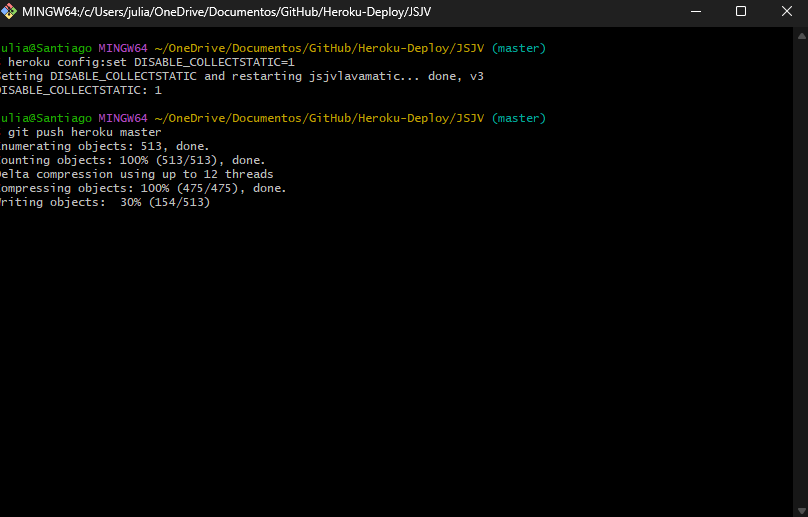 MINGW64:/c/Users/julia/OneDrive/Documentos/GitHub/Heroku-Deploy/JSJV
ulia@Santiago MINGW64 ~/OneDrive/Documentos/GitHub/Heroku-Deploy/JSJV (master)
heroku config:set DISABLE_COLLECTSTATIC=1
etting DISABLE_COLLECTSTATIC and restarting jsjvlavamatic... done, v3
ISABLE_COLLECTSTATIC: 1
ulia@Santiago MINGW64 ~/OneDrive/Documentos/GitHub/Heroku-Deploy/JSJV (master)
git push heroku master
numerating objects: 513, done.
ounting objects: 100% (513/513), done.
elta compression using up to 12 threads
ompressing objects: 100% (475/475), done.
riting objects:  30% (154/513)